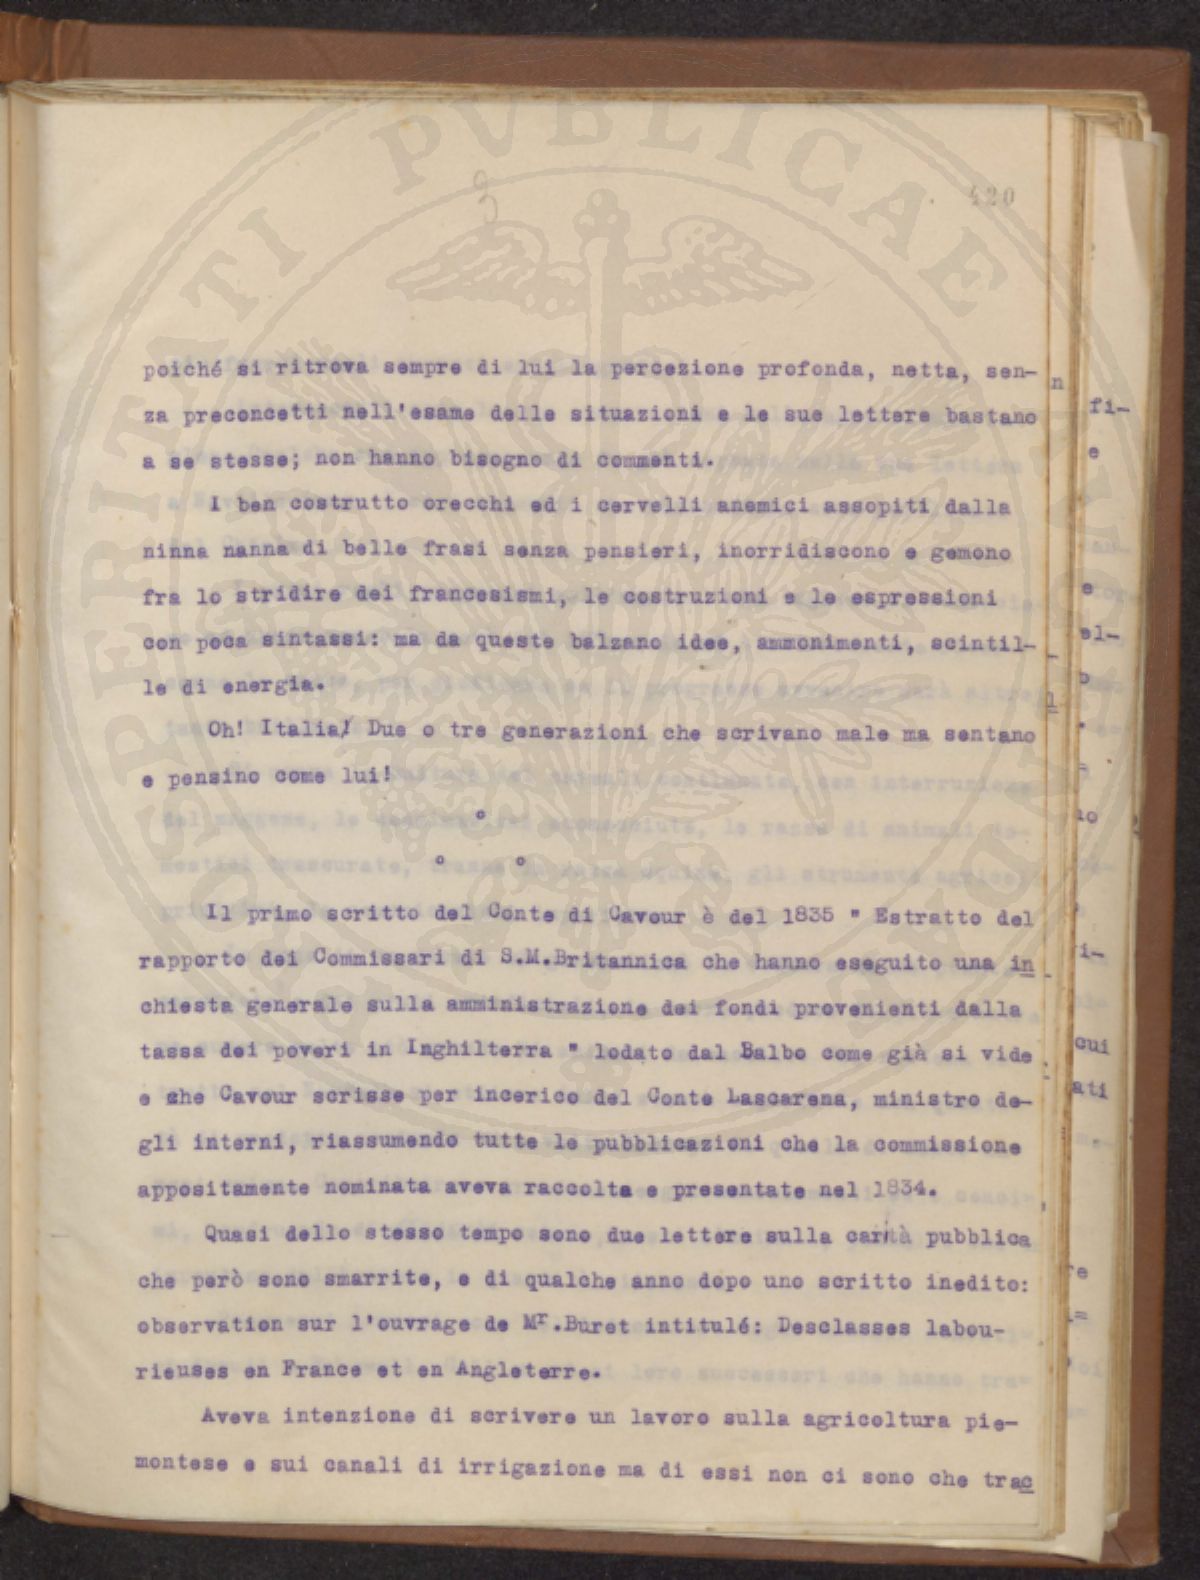 PVBLICAE
SPERITATI
3
420
poiché si ritrova sempre di lui la percezione profonda, netta, sen-
za preconcetti nell'esame delle situazioni e le sue lettere bastano
a se stesse; non hanno bisogno di commenti.
I ben costrutto orecchi ed i cervelli anemici assopiti dalla
ninna nanna di belle frasi senza pensieri, inorridiscono e gemono
fra lo stridire dei francesismi, le costruzioni e le espressioni
con poca sintassi: ma da queste balzano idee, ammonimenti, scintil-
le di energia.
Oh! Italia! Due o tre generazioni che scrivano male ma sentano
e pensino come lui!
°
° °
Il primo scritto del Conte di Cavour è del 1835 " Estratto del
rapporto dei Commissari di S.M.Britannica che hanno eseguito una in
chiesta generale sulla amministrazione dei fondi provenienti dalla
tassa dei poveri in Inghilterra " lodato dal Balbo come già si vide
e che Cavour scrisse per incerico del Conte Lascarena, ministro de-
gli interni, riassumendo tutte le pubblicazioni che la commissione
appositamente nominata aveva raccolta e presentate nel 1834.
Quasi dello stesso tempo sono due lettere sulla carità pubblica
che però sono smarrite, e di qualche anno dopo uno scritto inedito:
observation sur l'ouvrage de Mr.Buret intitulé: Desclasses labou-
rieuses en France et en Angleterre.
Aveva intenzione di scrivere un lavoro sulla agricoltura pie-
montese e sui canali di irrigazione ma di essi non ci sono che trac